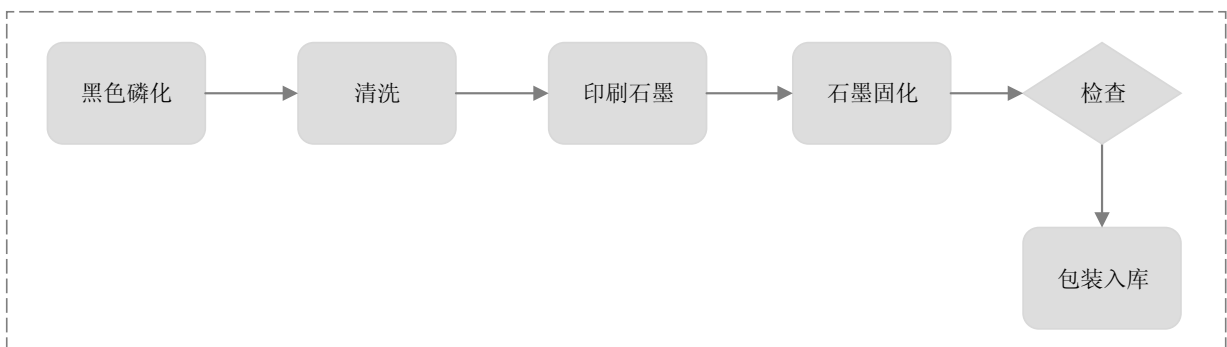 黑色磷化
清洗
印刷石墨
石墨固化
检查
包装入库